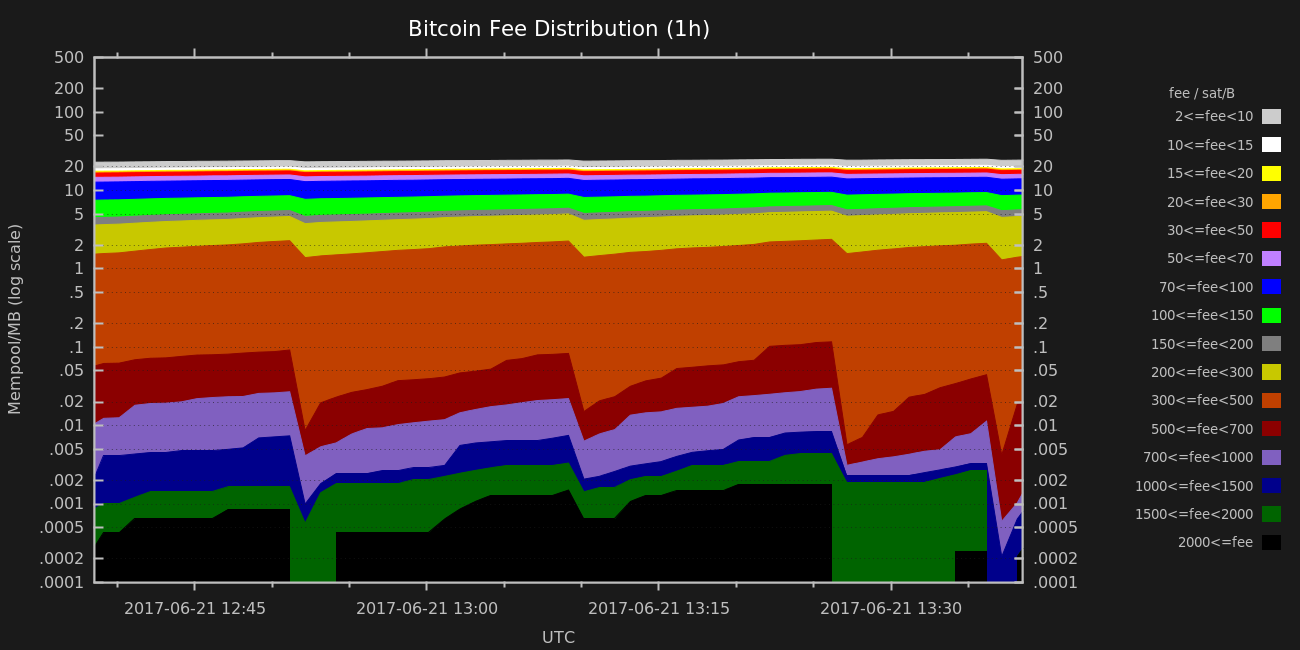 Bitcoin Fee Distribution (1h)
Mempool/MB (log scale)
500
200
100
50
20
10
5
2
1
.5
.2
.1
.05
.02
.01
.005
.002
.001
.0005
.0002
.0001
500
200
100
50
20
10
5
2
1
.5
.2
.1
.05
.02
.01
.005
.002
.001
.0005
.0002
.0001
fee / sat/B
2<=fee<10
10<=fee<15
15<=fee<20
20<=fee<30
30<=fee<50
50<=fee<70
70<=fee<100
100<=fee<150
150<=fee<200
200<=fee<300
300<=fee<500
500<=fee<700
700<=fee<1000
1000<=fee<1500
1500<=fee<2000
2000<=fee
2017-06-21 12:45 2017-06-21 13:00 2017-06-21 13:15 2017-06-21 13:30
UTC